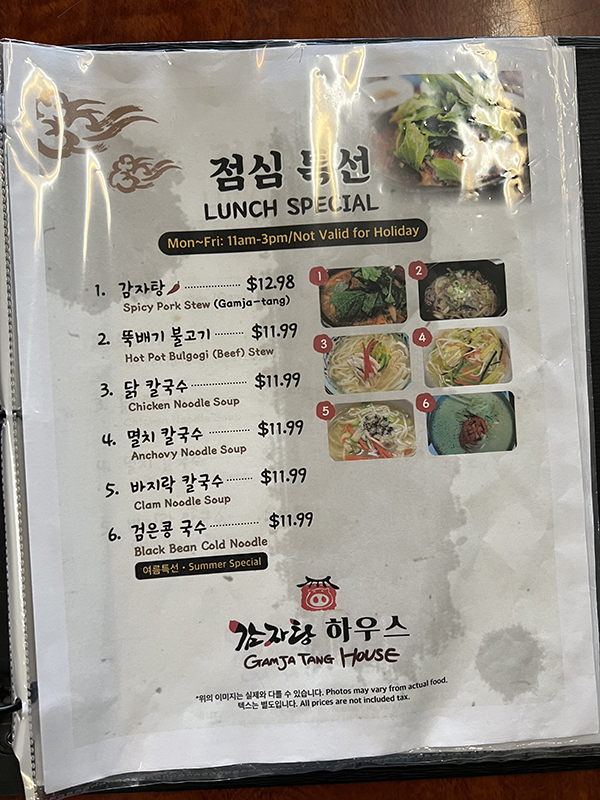 점심 특선
LUNCH SPECIAL
Mon~Fri: 11am-3pm/Not Valid for Holiday
1. 감자탕 .................. $12.98
Spicy Pork Stew (Gamja-tang)
2. 뚝배기 불고기 ........... $11.99
Hot Pot Bulgogi (Beef) Stew
3. 닭 칼국수 .................. $11.99
Chicken Noodle Soup
4. 멸치 칼국수 .............. $11.99
Anchovy Noodle Soup
5. 바지락 칼국수 ......... $11.99
Clam Noodle Soup
6. 검은콩 국수 ................ $11.99
Black Bean Cold Noodle
여름특선 · Summer Special
1
2
3
4
5
6
감자탕 하우스
GAMJA TANG HOUSE
*위의 이미지는 실제와 다를 수 있습니다. Photos may vary from actual food.
텍스는 별도입니다. All prices are not included tax.